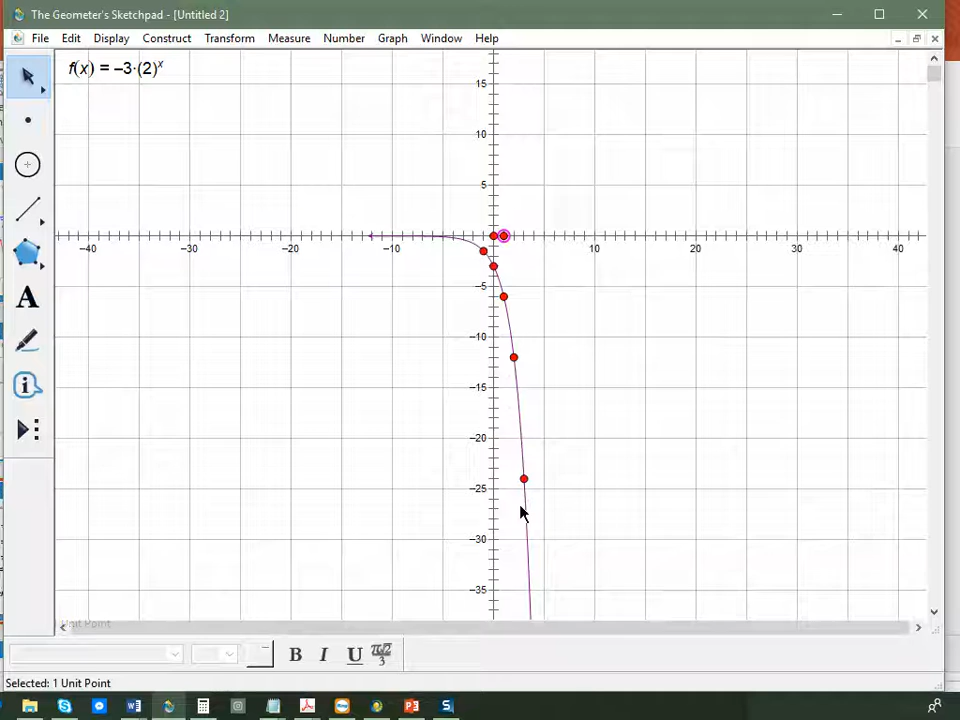 The Geometer's Sketchpad - [Untitled 2]
File Edit Display Construct Transform Measure Number Graph Window Help
f(x) = –3·(2)^x
15
10
5
−40 −20 −10 10 20 30 40
−5
−10
−15
−20
−25
−30
−35
A
i
Unit Point
B I U
Selected: 1 Unit Point